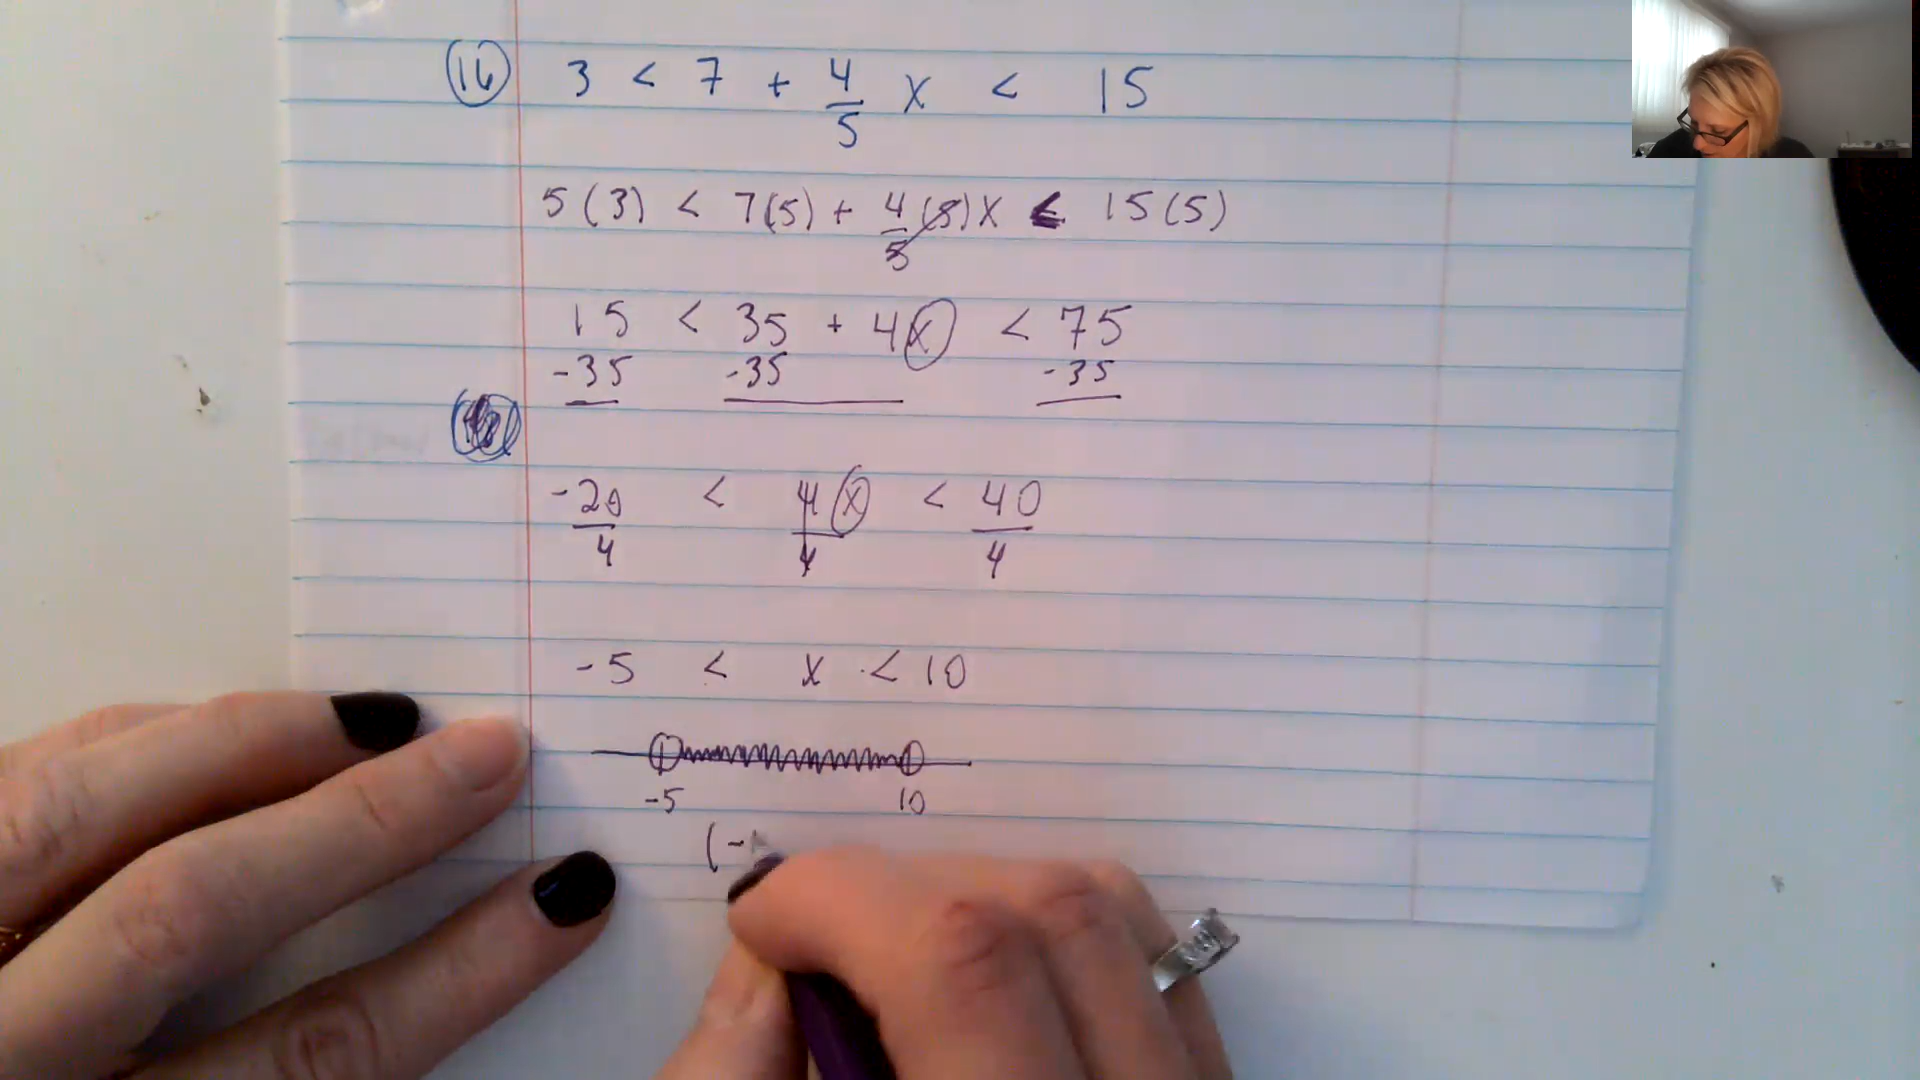 16 3 < 7 + 4/5 x < 15
5(3) < 7(5) + 4/5 (5)x < 15(5)
15 < 35 + 4x < 75
-35 -35 -35
-20/4 < 4x/4 < 40/4
-5 < x < 10
-5 10
(-